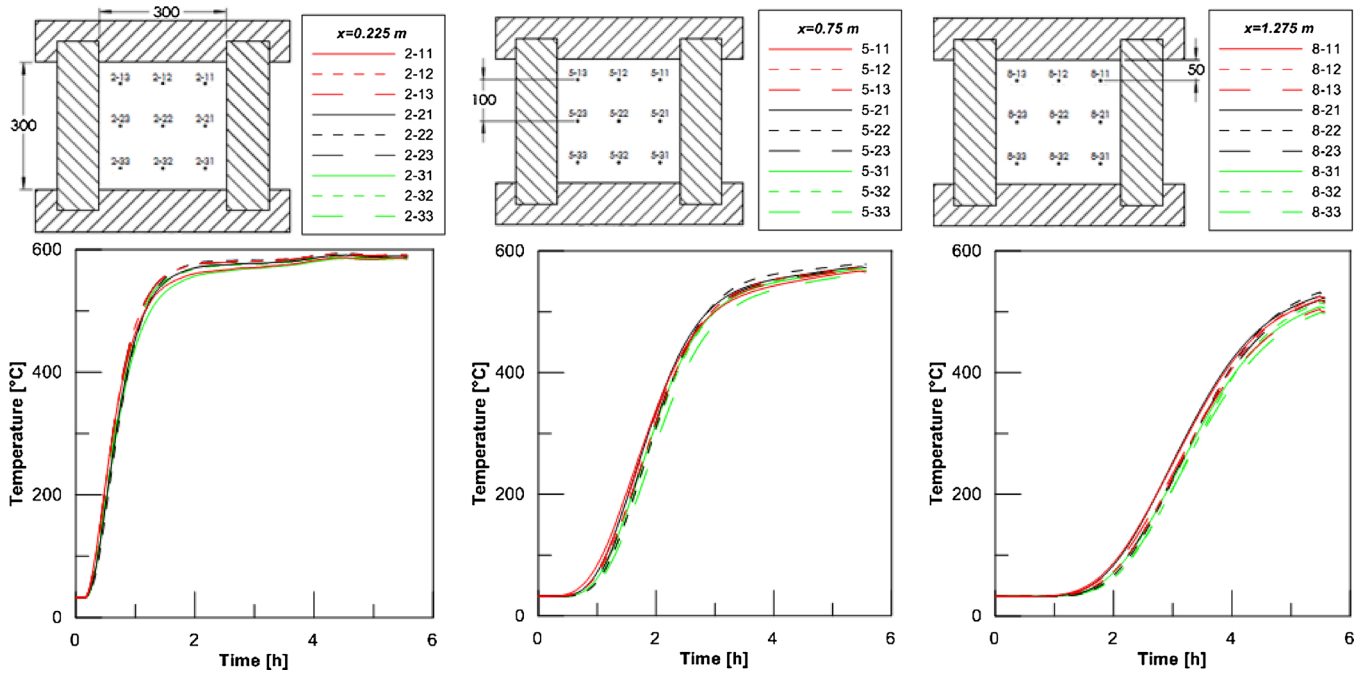 300
300
2-13 2-12 2-11
2-23 2-22 2-21
2-33 2-32 2-31
x=0.225 m
2-11
2-12
2-13
2-21
2-22
2-23
2-31
2-32
2-33
100
5-13 5-12 5-11
5-23 5-22 5-21
5-33 5-32 5-31
x=0.75 m
5-11
5-12
5-13
5-21
5-22
5-23
5-31
5-32
5-33
50
8-13 8-12 8-11
8-23 8-22 8-21
8-33 8-32 8-31
x=1.275 m
8-11
8-12
8-13
8-21
8-22
8-23
8-31
8-32
8-33
Temperature [°C]
600
400
200
0
0 2 4 6
Time [h]
Temperature [°C]
600
400
200
0
0 2 4 6
Time [h]
Temperature [°C]
600
400
200
0
0 2 4 6
Time [h]